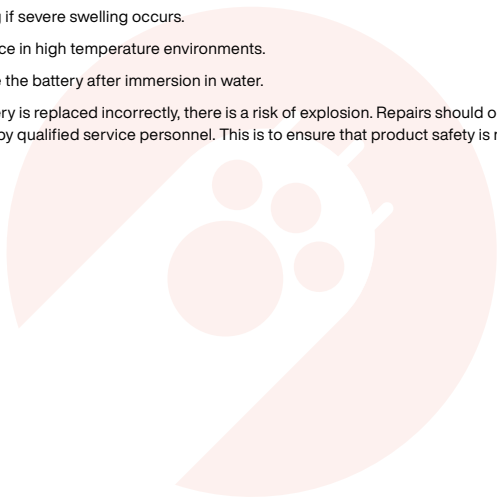 if severe swelling occurs.
ce in high temperature environments.
the battery after immersion in water.
ry is replaced incorrectly, there is a risk of explosion. Repairs should o
by qualified service personnel. This is to ensure that product safety is